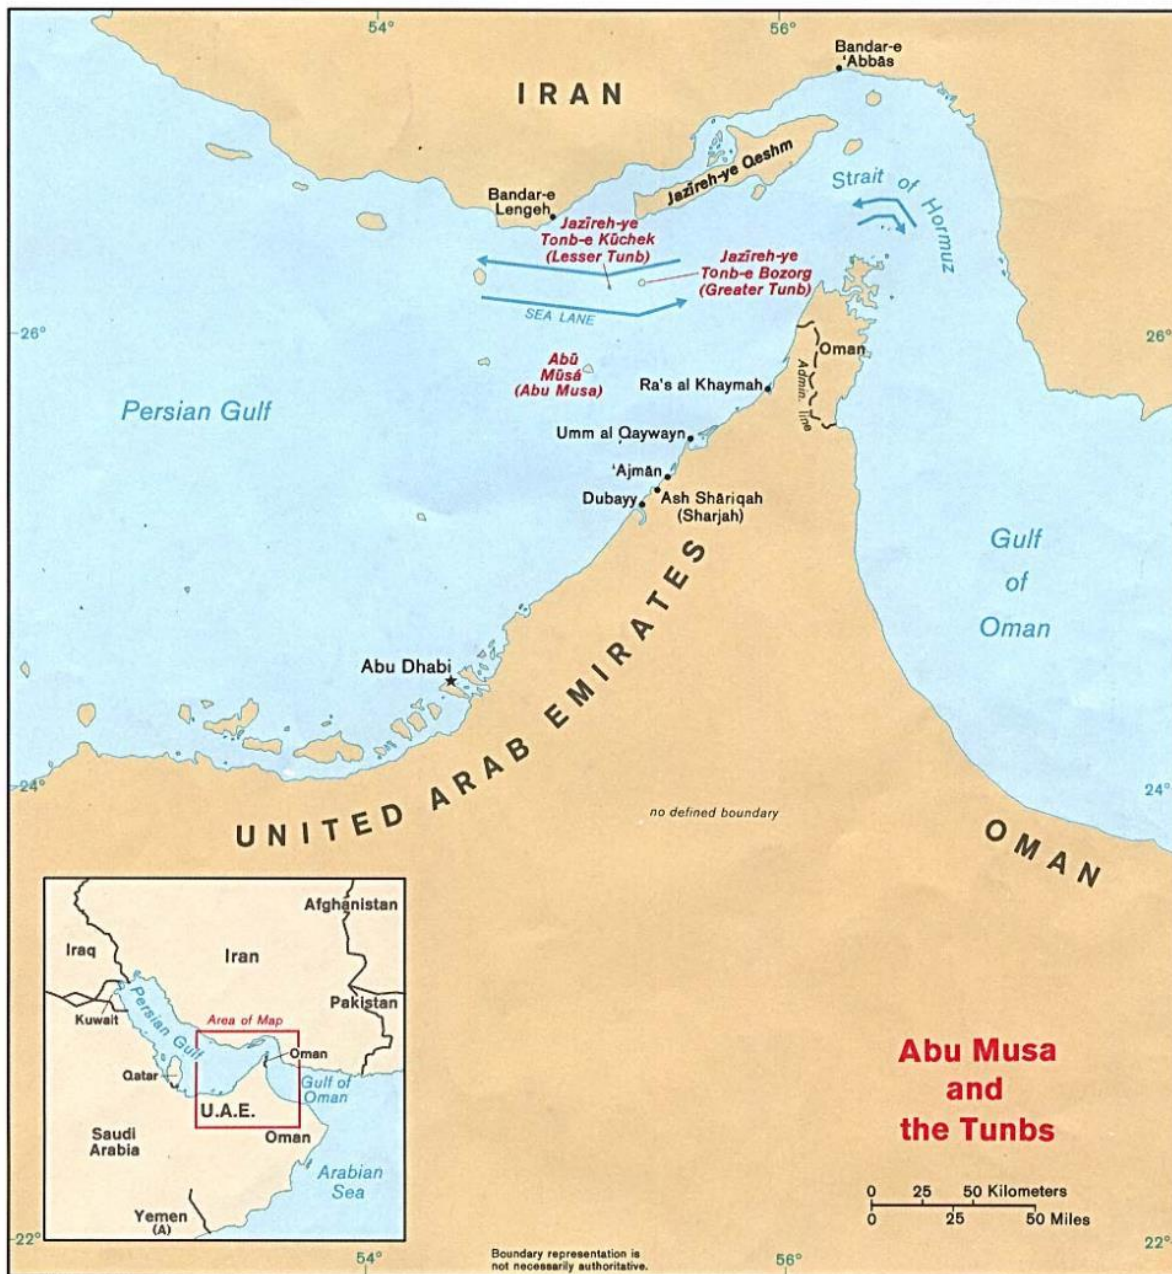 54°
56°
Bandar-e
'Abbās
IRAN
Jazīreh-ye Qeshm
Strait of Hormuz
Bandar-e
Lengeh
Jazīreh-ye
Tonb-e Kūchek
(Lesser Tunb)
Jazīreh-ye
Tonb-e Bozorg
(Greater Tunb)
SEA LANE
26°
26°
Oman
Admin. line
Abū
Mūsá
(Abu Musa)
Ra's al Khaymah
Persian Gulf
Umm al Qaywayn
'Ajmān
Dubayy
Ash Shāriqah
(Sharjah)
Gulf
of
Oman
Abu Dhabi
UNITED ARAB EMIRATES
24°
24°
no defined boundary
OMAN
Afghanistan
Iraq
Iran
Pakistan
Kuwait
Persian Gulf
Area of Map
Oman
Qatar
Gulf of
Oman
U.A.E.
Saudi
Arabia
Oman
Arabian
Sea
Yemen
(A)
Abu Musa
and
the Tunbs
0 25 50 Kilometers
0 25 50 Miles
22°
22°
54°
56°
Boundary representation is
not necessarily authoritative.